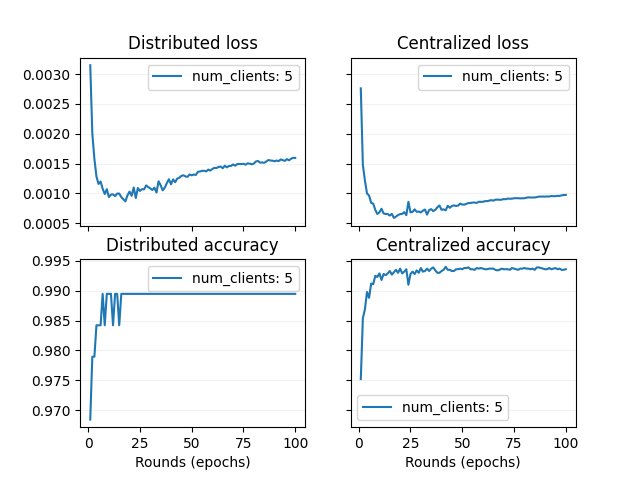 Distributed loss
Centralized loss
num_clients: 5
num_clients: 5
0.0030
0.0025
0.0020
0.0015
0.0010
0.0005
Distributed accuracy
Centralized accuracy
num_clients: 5
num_clients: 5
0.995
0.990
0.985
0.980
0.975
0.970
0 25 50 75 100
0 25 50 75 100
Rounds (epochs)
Rounds (epochs)